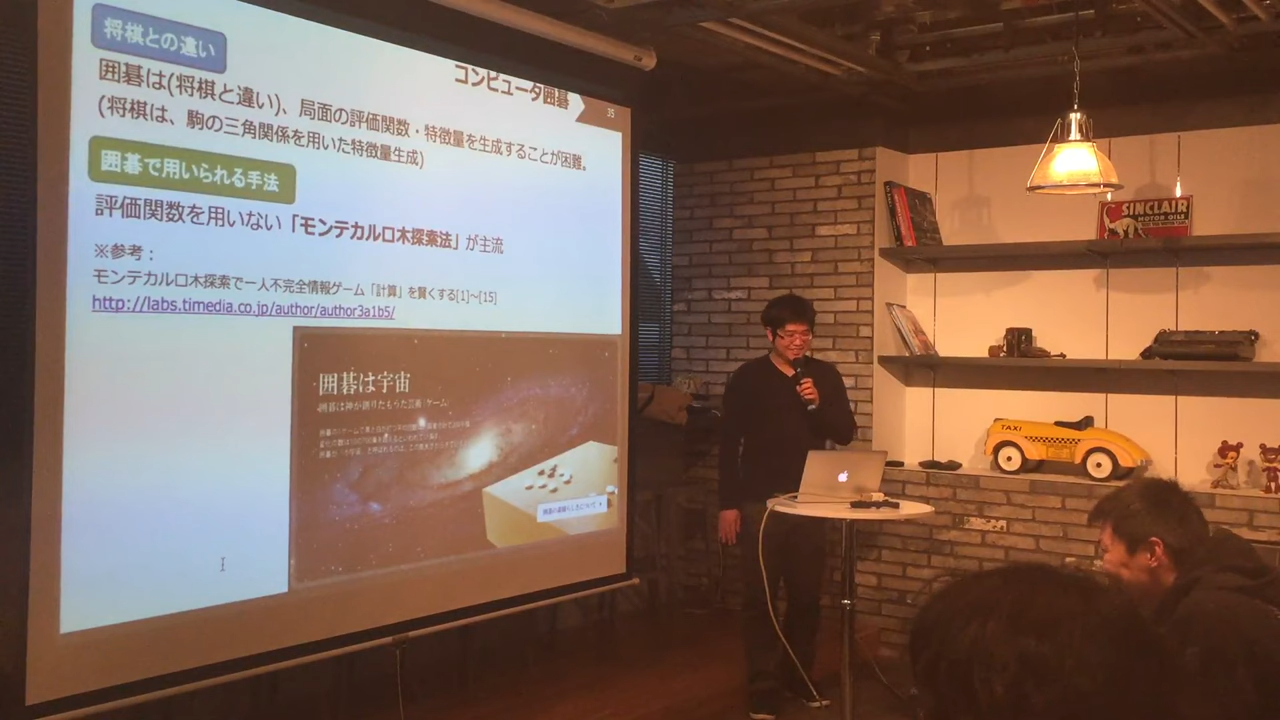 コンピュータ囲碁
35
将棋との違い
囲碁は(将棋と違い)、局面の評価関数・特徴量を生成することが困難。
(将棋は、駒の三角関係を用いた特徴量生成)
囲碁で用いられる手法
評価関数を用いない「モンテカルロ木探索法」が主流
※参考：
モンテカルロ木探索で一人不完全情報ゲーム「計算」を賢くする[1]~[15]
http://labs.timedia.co.jp/author/author3a1b5/
囲碁は宇宙
囲碁は神が創りたもうた芸術(ゲーム)
SINCLAIR
MOTOR OILS
TAXI